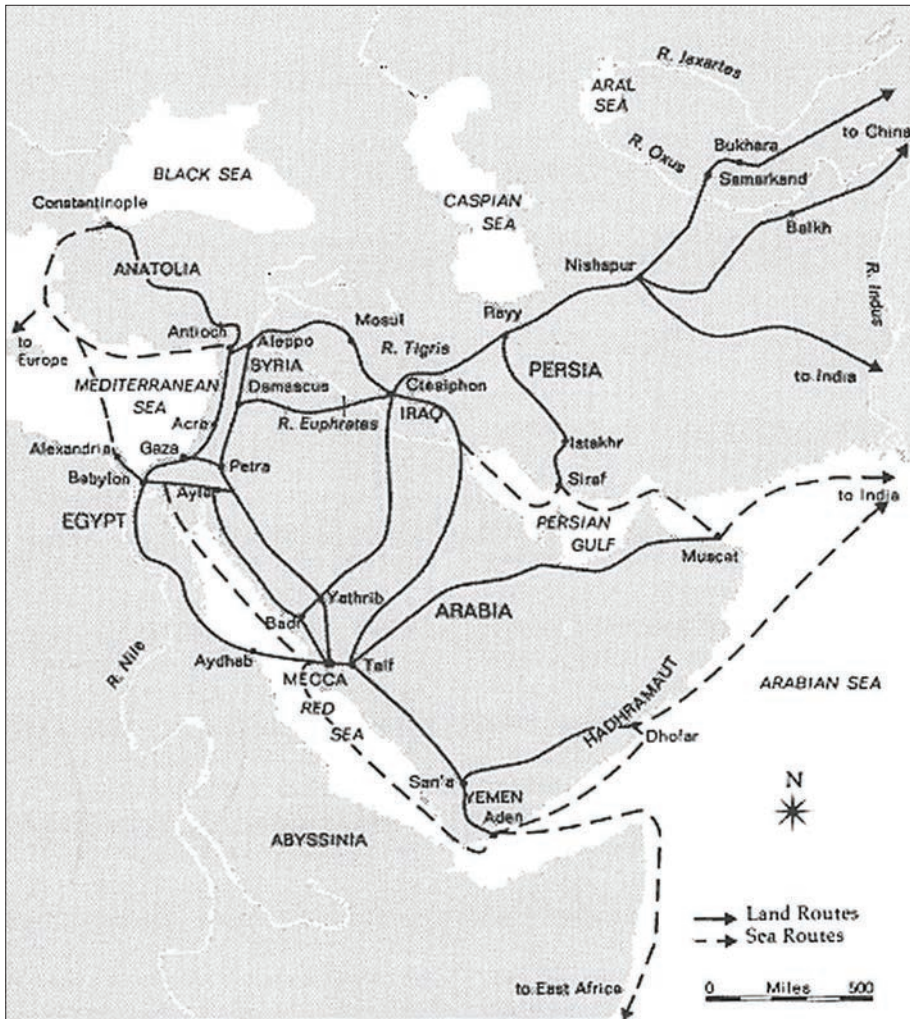 R. Jaxartes
ARAL
SEA
to China
Bukhara
R. Oxus
Samarkand
BLACK SEA
CASPIAN
SEA
Constantinople
Balkh
Nishapur
ANATOLIA
R. Indus
Rayy
Mosul
Antioch
Aleppo
to
Europe
R. Tigris
SYRIA
PERSIA
Damascus
Ctesiphon
to India
MEDITERRANEAN
SEA
IRAQ
R. Euphrates
Acre
Istakhr
Alexandria
Gaza
Petra
Siraf
Babylon
Ayla
to India
EGYPT
PERSIAN
GULF
Muscat
Yathrib
ARABIA
Badr
R. Nile
Aydhab
MECCA
Taif
HADHRAMAUT
ARABIAN SEA
RED
SEA
Dhofar
San'a
N
YEMEN
Aden
ABYSSINIA
Land Routes
Sea Routes
to East Africa
0 Miles 500